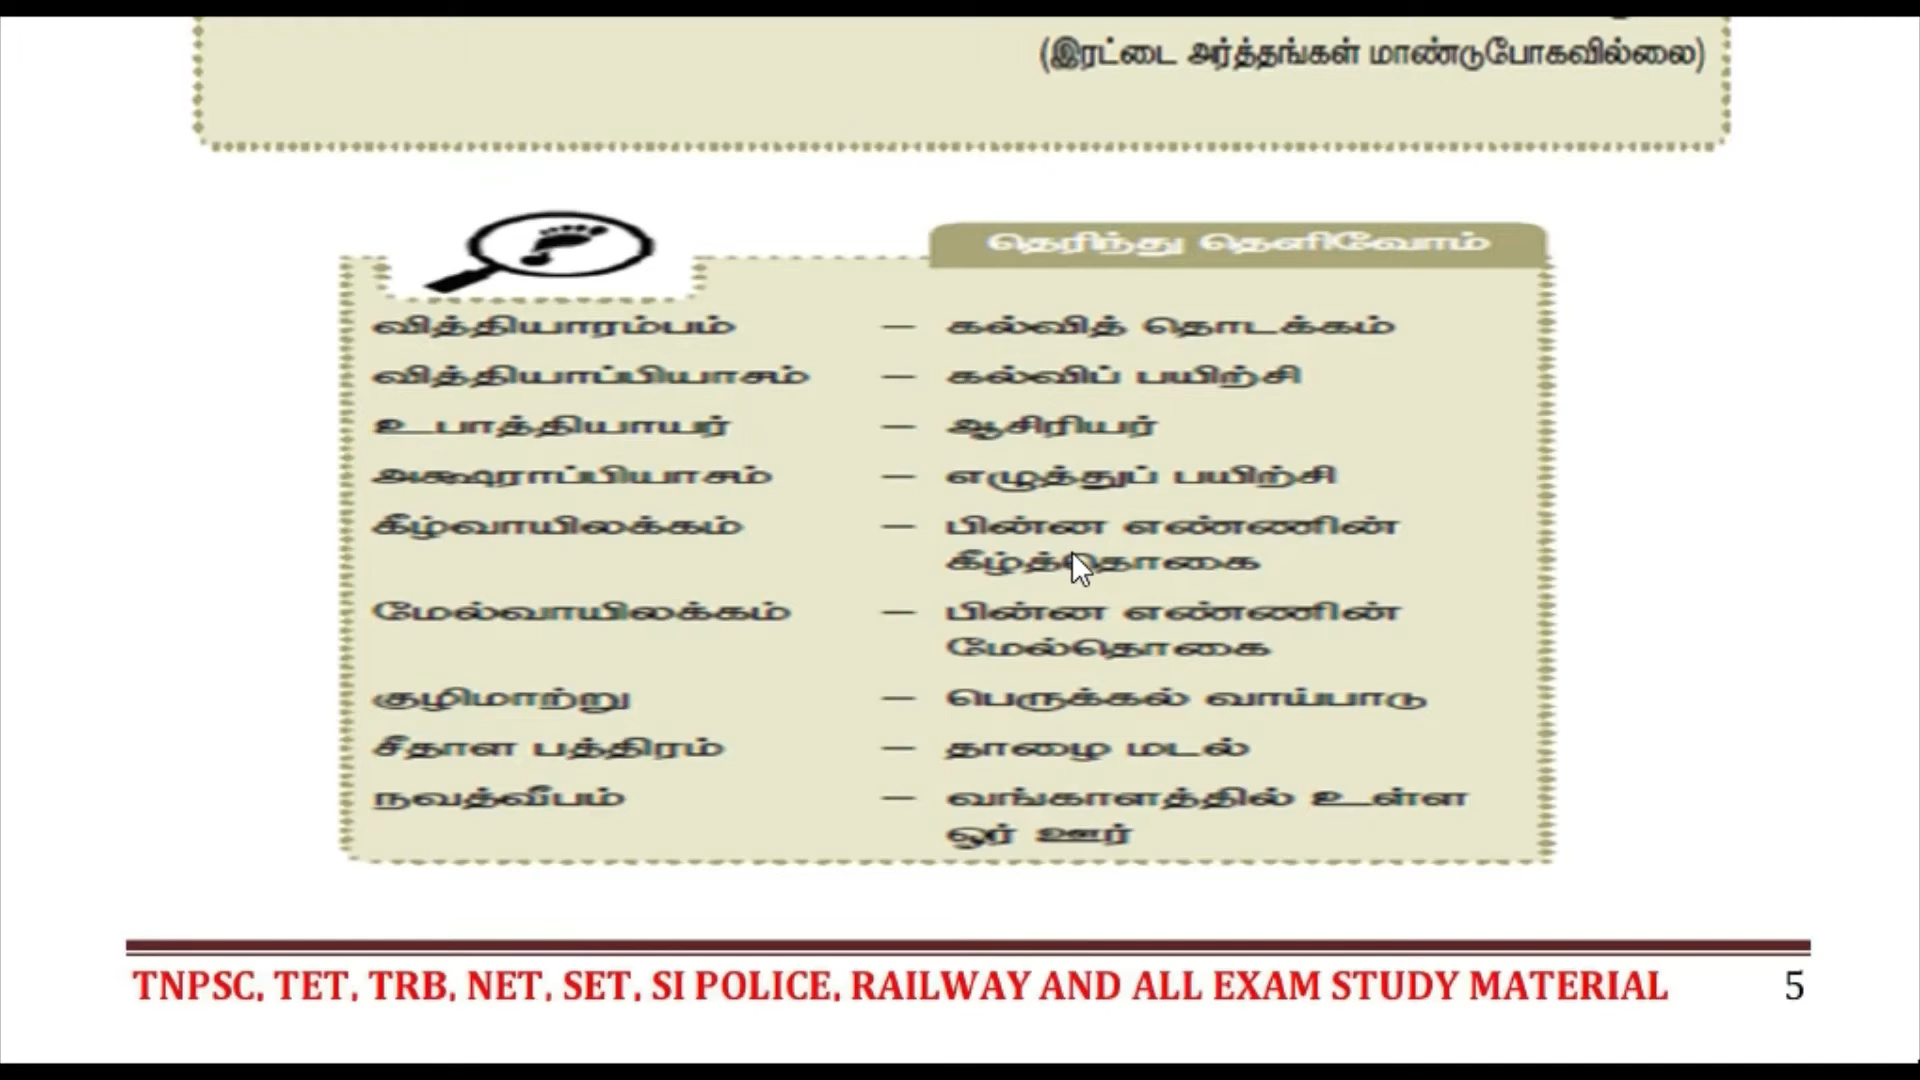 (இரட்டை அர்த்தங்கள் மாண்டுபோகவில்லை)
தெரிந்து தெளிவோம்
வித்தியாரம்பம் – கல்வித் தொடக்கம்
வித்தியாப்பியாசம் – கல்விப் பயிற்சி
உபாத்தியாயர் – ஆசிரியர்
அக்ஷராப்பியாசம் – எழுத்துப் பயிற்சி
கீழ்வாயிலக்கம் – பின்ன எண்ணின்
கீழ்த்தொகை
மேல்வாயிலக்கம் – பின்ன எண்ணின்
மேல்தொகை
குழிமாற்று – பெருக்கல் வாய்பாடு
சீதாள பத்திரம் – தாழை மடல்
நவத்வீபம் – வங்காளத்தில் உள்ள
ஓர் ஊர்
TNPSC, TET, TRB, NET, SET, SI POLICE, RAILWAY AND ALL EXAM STUDY MATERIAL 5